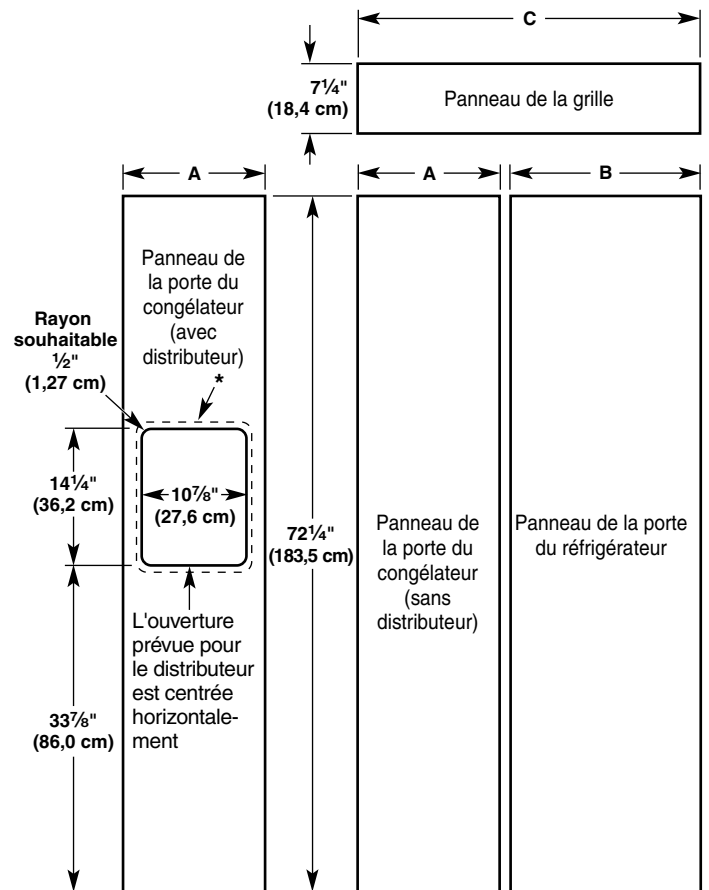 C
7¼"
(18,4 cm)
Panneau de la grille
A
A
B
Panneau de
la porte du
congélateur
(avec
distributeur)
*
Rayon
souhaitable
½"
(1,27 cm)
14¼"
(36,2 cm)
10⅞"
(27,6 cm)
72¼"
(183,5 cm)
Panneau de
la porte du
congélateur
(sans
distributeur)
Panneau de la porte
du réfrigérateur
L'ouverture
prévue pour
le distributeur
est centrée
horizontale-
ment
33⅞"
(86,0 cm)